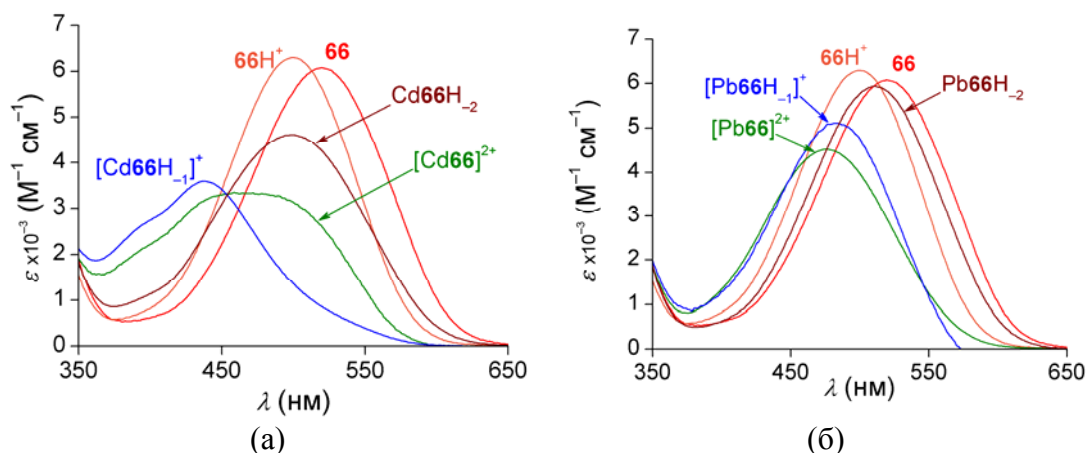 7
6
5
4
3
2
1
0
ε x10⁻³ (М⁻¹ см⁻¹)
66H⁺
66
Cd66H₋₂
[Cd66H₋₁]⁺
[Cd66]²⁺
350
450
550
650
λ (нм)
(а)
7
6
5
4
3
2
1
0
ε x10⁻³ (М⁻¹ см⁻¹)
66H⁺
66
[Pb66H₋₁]⁺
Pb66H₋₂
[Pb66]²⁺
350
450
550
650
λ (нм)
(б)